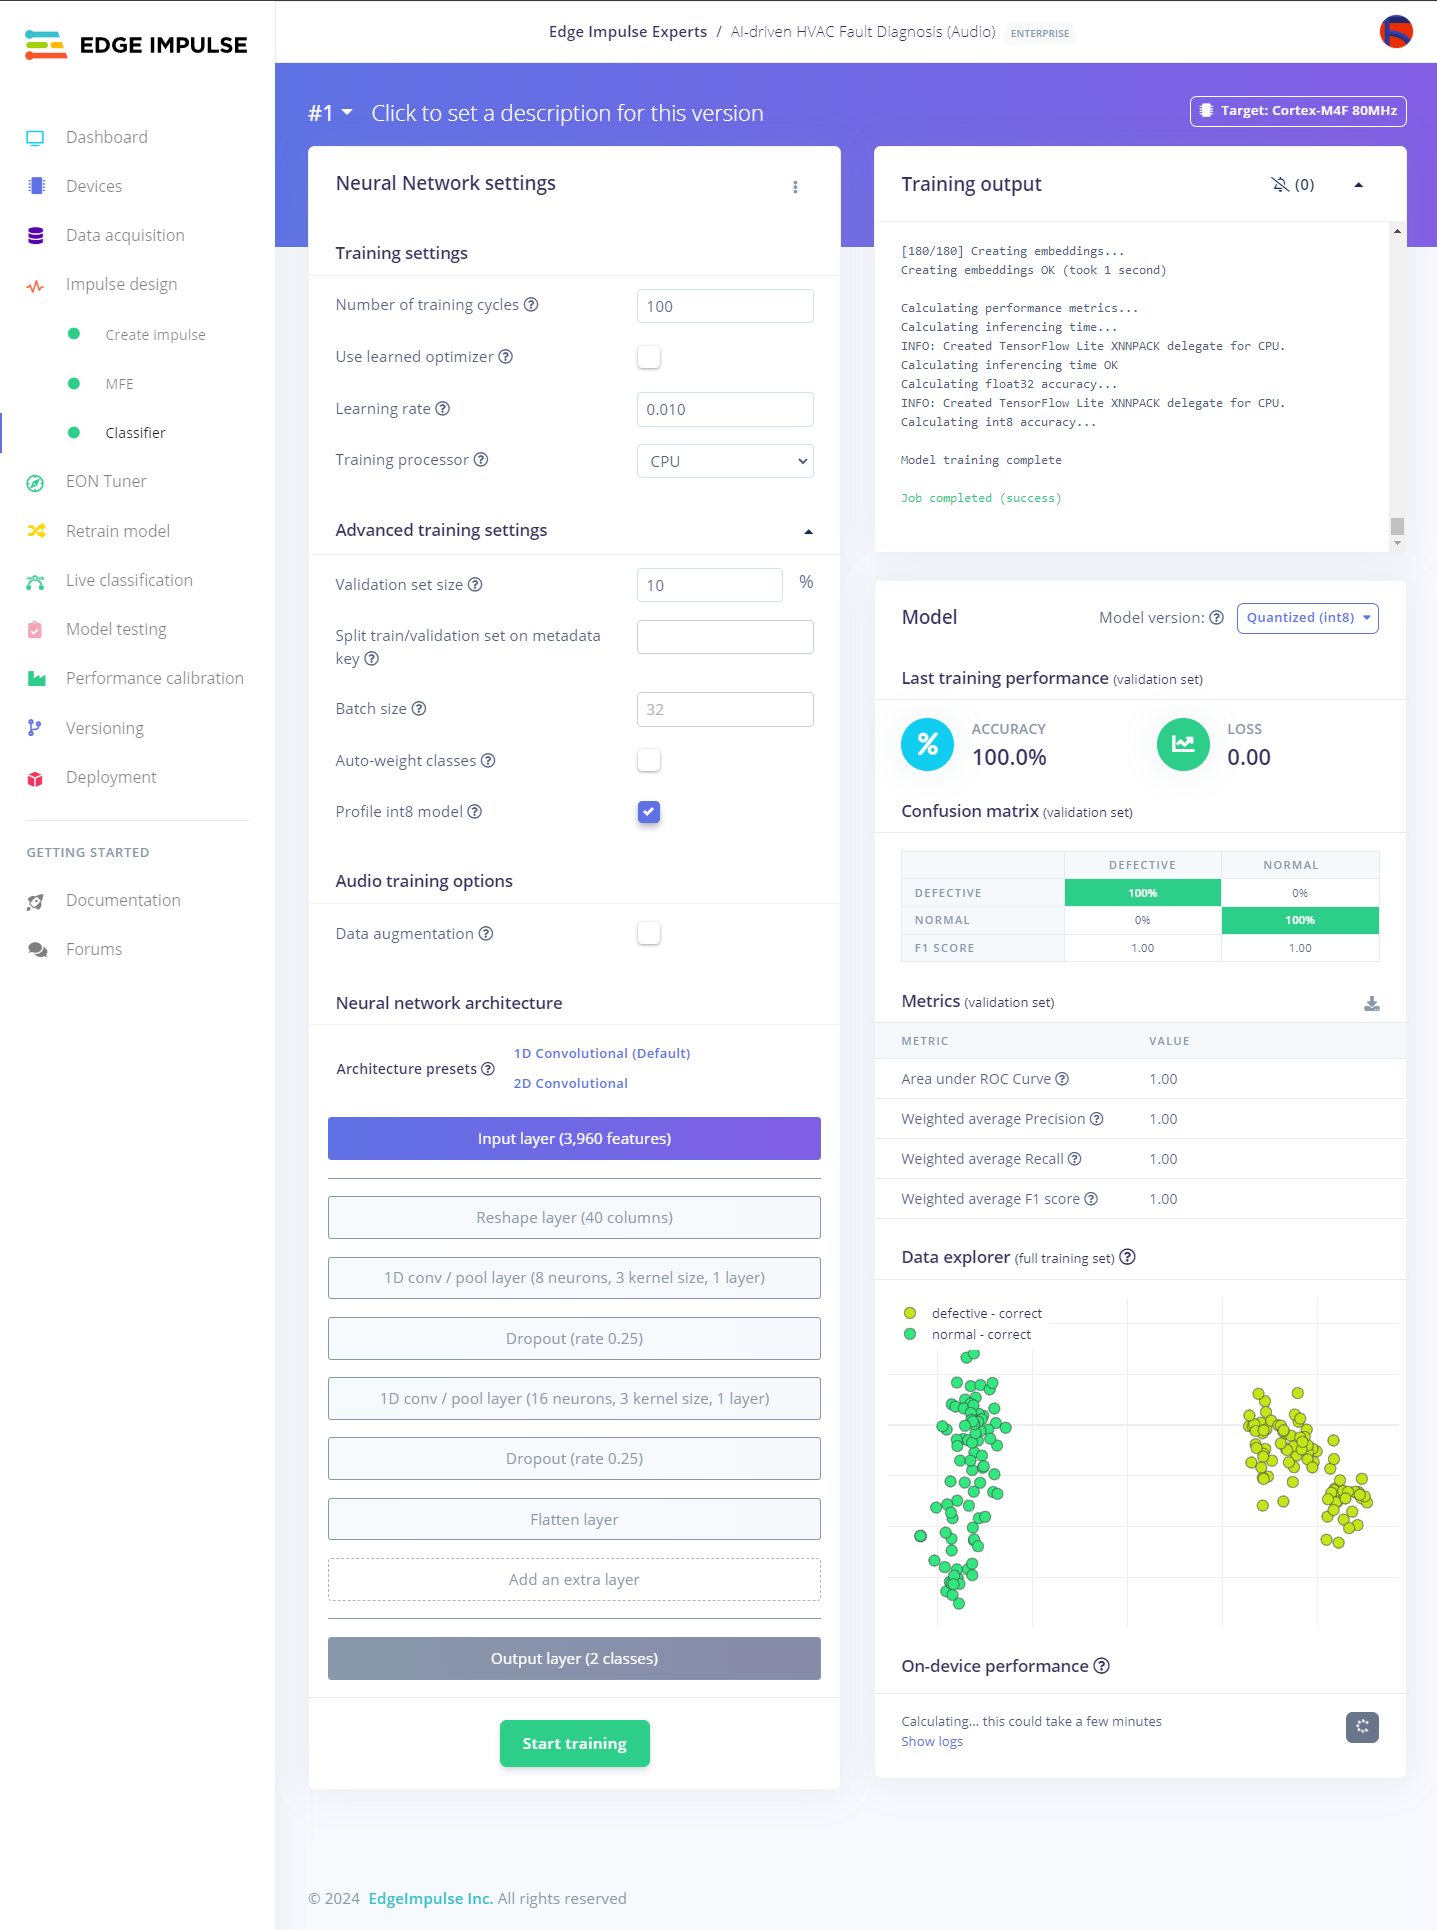 EDGE IMPULSE
Edge Impulse Experts / AI-driven HVAC Fault Diagnosis (Audio) ENTERPRISE
Dashboard
Devices
Data acquisition
Impulse design
Create impulse
MFE
Classifier
EON Tuner
Retrain model
Live classification
Model testing
Performance calibration
Versioning
Deployment
GETTING STARTED
Documentation
Forums
#1 Click to set a description for this version
Target: Cortex-M4F 80MHz
Neural Network settings
Training settings
Number of training cycles ? 100
Use learned optimizer ?
Learning rate ? 0.010
Training processor ? CPU
Advanced training settings
Validation set size ? 10 %
Split train/validation set on metadata
key ?
Batch size ? 32
Auto-weight classes ?
Profile int8 model ?
Audio training options
Data augmentation ?
Neural network architecture
Architecture presets ? 1D Convolutional (Default)
2D Convolutional
Input layer (3,960 features)
Reshape layer (40 columns)
1D conv / pool layer (8 neurons, 3 kernel size, 1 layer)
Dropout (rate 0.25)
1D conv / pool layer (16 neurons, 3 kernel size, 1 layer)
Dropout (rate 0.25)
Flatten layer
Add an extra layer
Output layer (2 classes)
Start training
Training output (0)
[180/180] Creating embeddings...
Creating embeddings OK (took 1 second)
Calculating performance metrics...
Calculating inferencing time...
INFO: Created TensorFlow Lite XNNPACK delegate for CPU.
Calculating inferencing time OK
Calculating float32 accuracy...
INFO: Created TensorFlow Lite XNNPACK delegate for CPU.
Calculating int8 accuracy...
Model training complete
Job completed (success)
Model Model version: ? Quantized (int8)
Last training performance (validation set)
% ACCURACY
100.0%
LOSS
0.00
Confusion matrix (validation set)
DEFECTIVE NORMAL
DEFECTIVE 100% 0%
NORMAL 0% 100%
F1 SCORE 1.00 1.00
Metrics (validation set)
METRIC VALUE
Area under ROC Curve ? 1.00
Weighted average Precision ? 1.00
Weighted average Recall ? 1.00
Weighted average F1 score ? 1.00
Data explorer (full training set) ?
defective - correct
normal - correct
On-device performance ?
Calculating... this could take a few minutes
Show logs
© 2024 EdgeImpulse Inc. All rights reserved